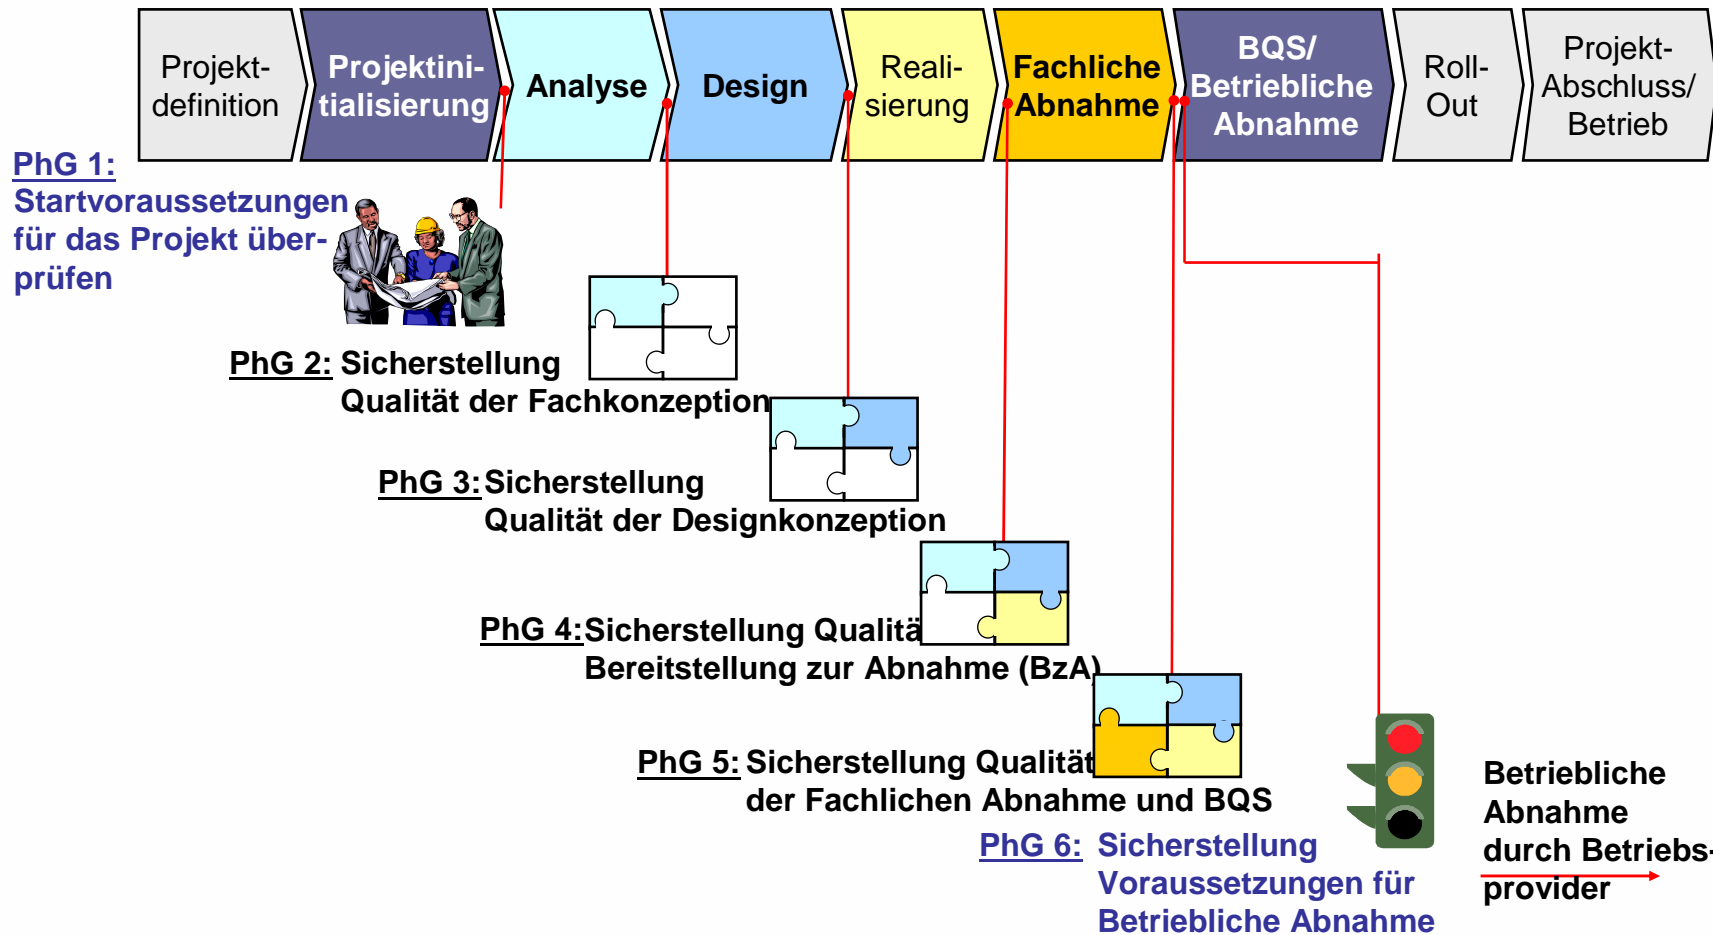 Projekt-
definition
Projektini-
tialisierung
Analyse
Design
Reali-
sierung
Fachliche
Abnahme
BQS/
Betriebliche
Abnahme
Roll-
Out
Projekt-
Abschluss/
Betrieb
PhG 1:
Startvoraussetzungen
für das Projekt über-
prüfen
PhG 2: Sicherstellung
Qualität der Fachkonzeption
PhG 3: Sicherstellung
Qualität der Designkonzeption
PhG 4: Sicherstellung Qualitä
Bereitstellung zur Abnahme (BzA)
PhG 5: Sicherstellung Qualität
der Fachlichen Abnahme und BQS
PhG 6: Sicherstellung
Voraussetzungen für
Betriebliche Abnahme
Betriebliche
Abnahme
durch Betriebs-
provider